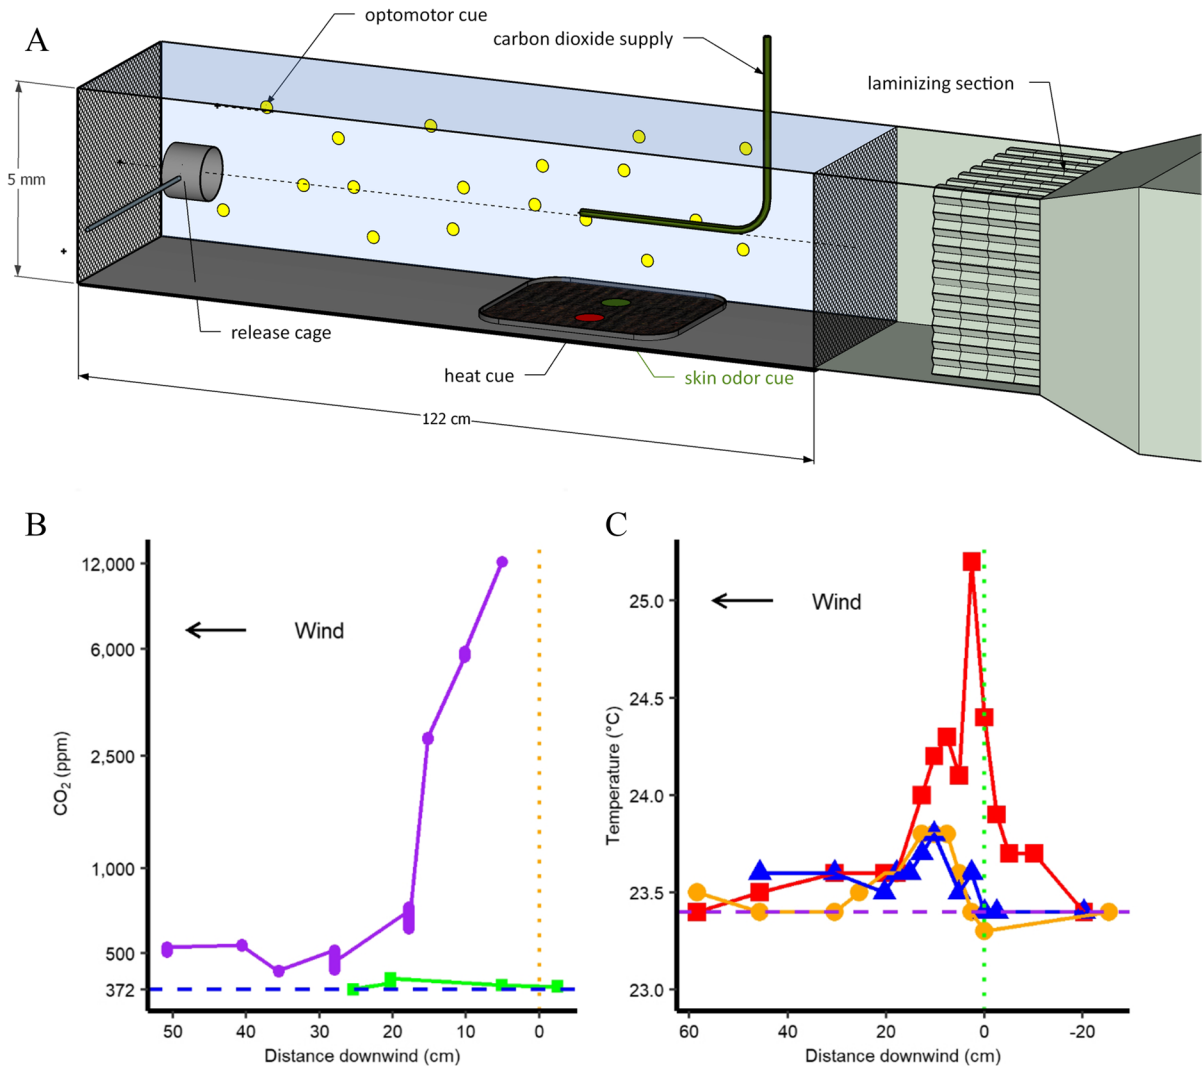 A
optomotor cue
carbon dioxide supply
laminizing section
5 mm
release cage
heat cue
skin odor cue
122 cm
B
12,000
6,000
2,500
1,000
500
372
CO2 (ppm)
Wind
50 40 30 20 10 0
Distance downwind (cm)
C
25.0
24.5
24.0
23.5
23.0
Temperature (°C)
Wind
60 40 20 0 -20
Distance downwind (cm)